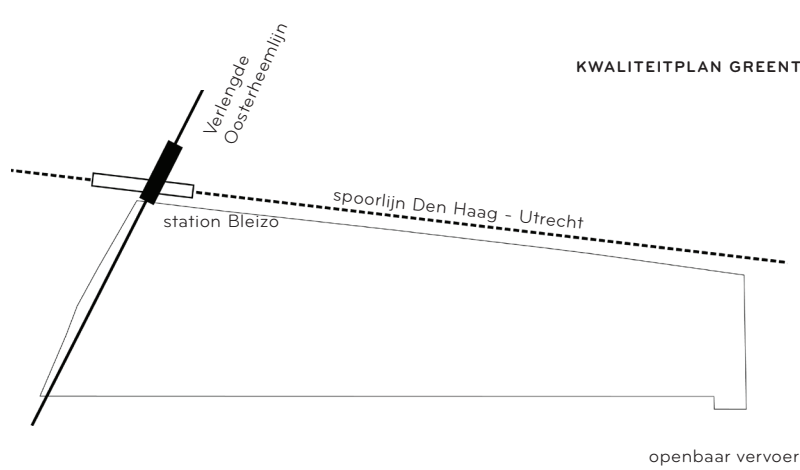 KWALITEITPLAN GREENT
Verlengde
Oosterheemlijn
spoorlijn Den Haag - Utrecht
station Bleizo
openbaar vervoer